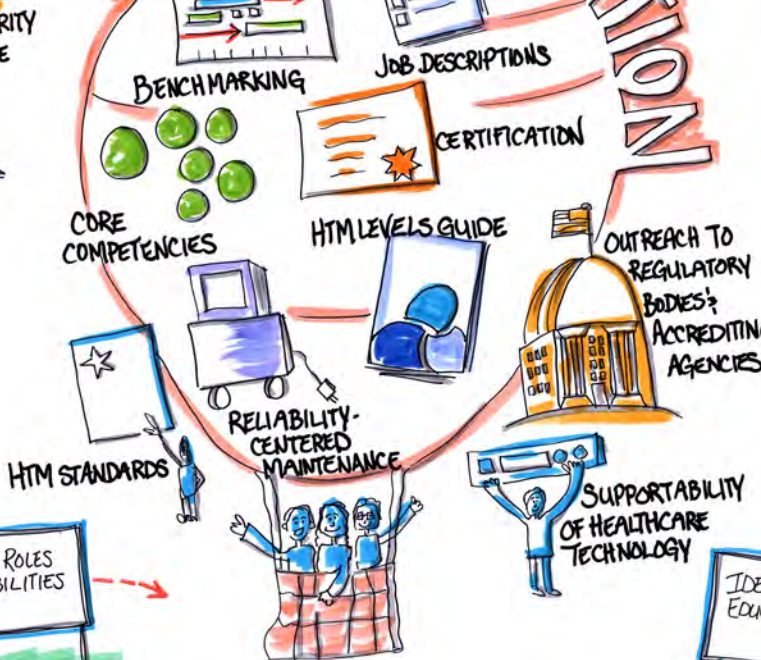 RITY
E
TION
BENCHMARKING
JOB DESCRIPTIONS
CERTIFICATION
CORE
COMPETENCIES
HTM LEVELS GUIDE
OUTREACH TO
REGULATORY
BODIES &
ACCREDITING
AGENCIES
RELIABILITY-
CENTERED
MAINTENANCE
HTM STANDARDS
SUPPORTABILITY
OF HEALTHCARE
TECHNOLOGY
ROLES
BILITIES
IDE
EDU